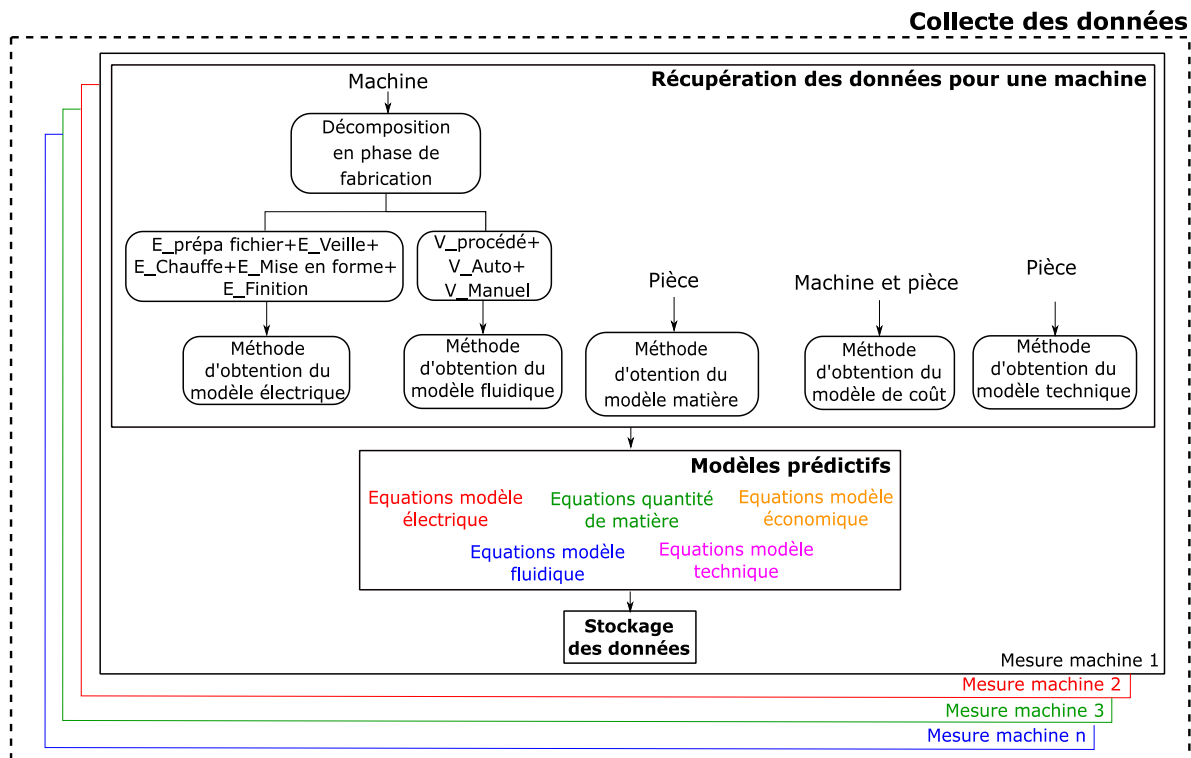 Collecte des données
Récupération des données pour une machine
Machine
Décomposition
en phase de
fabrication
E_prépa fichier+E_Veille+
E_Chauffe+E_Mise en forme+
E_Finition
V_procédé+
V_Auto+
V_Manuel
Pièce
Machine et pièce
Pièce
Méthode
d'obtention du
modèle électrique
Méthode
d'obtention du
modèle fluidique
Méthode
d'otention du
modèle matière
Méthode
d'obtention du
modèle de coût
Méthode
d'obtention du
modèle technique
Modèles prédictifs
Equations modèle
électrique
Equations quantité
de matière
Equations modèle
économique
Equations modèle
fluidique
Equations modèle
technique
Stockage
des données
Mesure machine 1
Mesure machine 2
Mesure machine 3
Mesure machine n